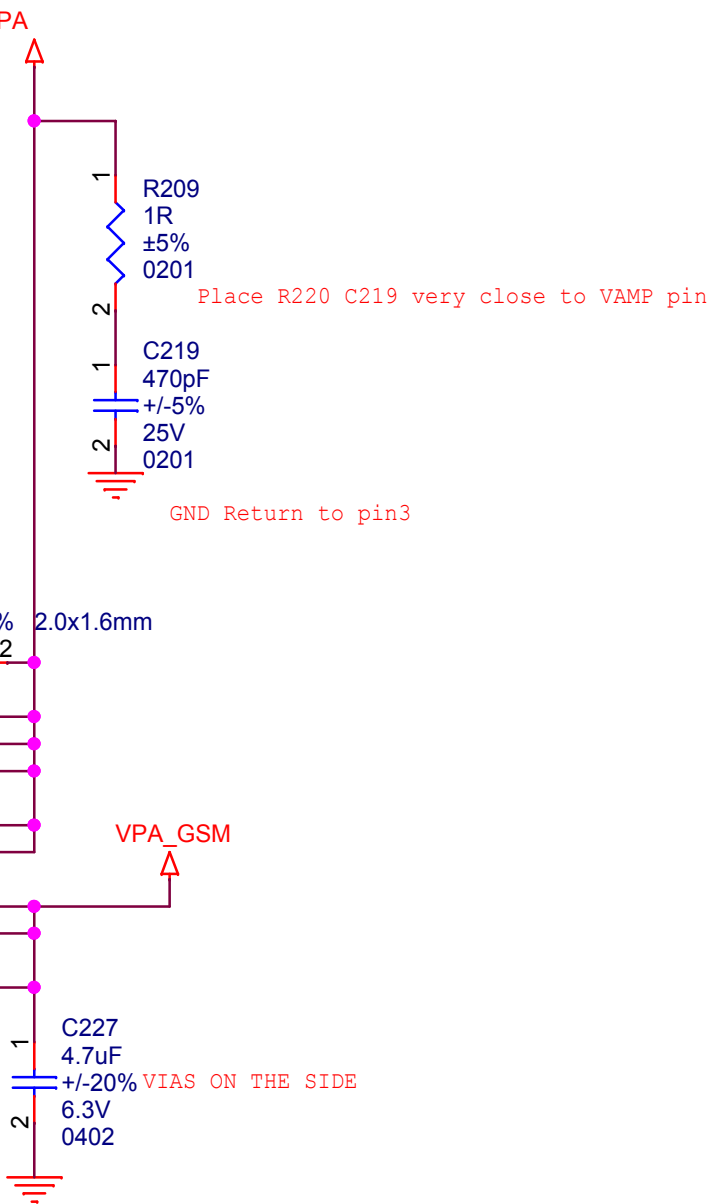 PA
1
R209
1R
±5%
0201
2
Place R220 C219 very close to VAMP pin
1
C219
470pF
+/-5%
25V
0201
2
GND Return to pin3
% 2.0x1.6mm
2
VPA_GSM
1
C227
4.7uF
+/-20%
6.3V
0402
2
VIAS ON THE SIDE